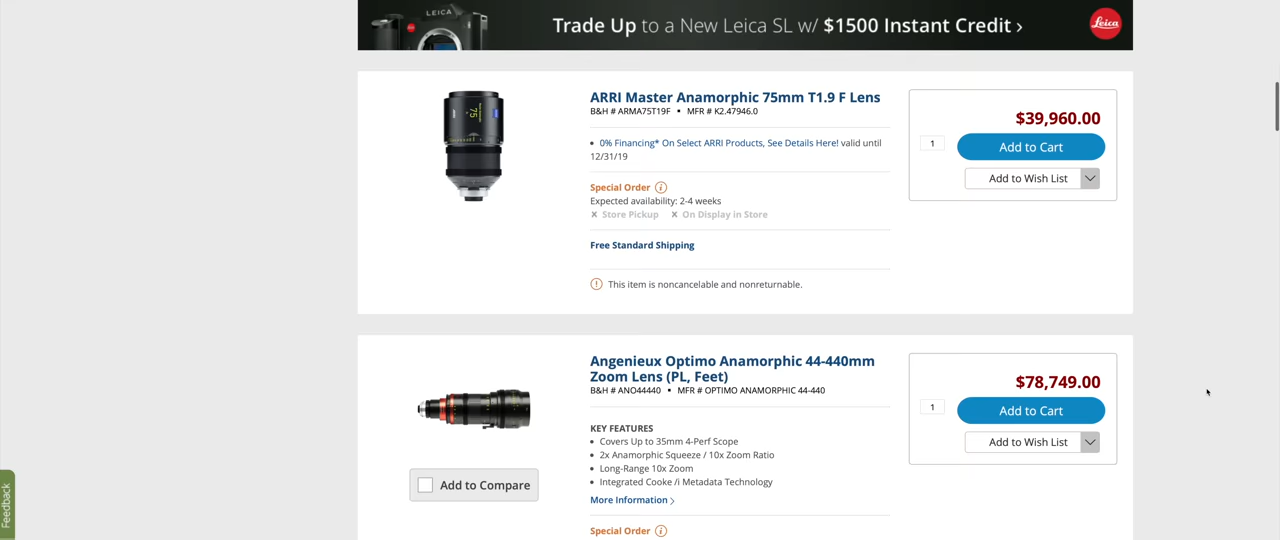 LEICA
Trade Up to a New Leica SL w/ $1500 Instant Credit ›
Leica
75
ARRI Master Anamorphic 75mm T1.9 F Lens
B&H # ARMA75T19F • MFR # K2.47946.0
• 0% Financing* On Select ARRI Products, See Details Here! valid until
12/31/19
Special Order
Expected availability: 2-4 weeks
× Store Pickup × On Display in Store
Free Standard Shipping
This item is noncancelable and nonreturnable.
$39,960.00
1 Add to Cart
Add to Wish List
Angenieux Optimo Anamorphic 44-440mm
Zoom Lens (PL, Feet)
B&H # ANO44440 • MFR # OPTIMO ANAMORPHIC 44-440
KEY FEATURES
• Covers Up to 35mm 4-Perf Scope
• 2x Anamorphic Squeeze / 10x Zoom Ratio
• Long-Range 10x Zoom
• Integrated Cooke /i Metadata Technology
More Information ›
Special Order
Add to Compare
$78,749.00
1 Add to Cart
Add to Wish List
Feedback